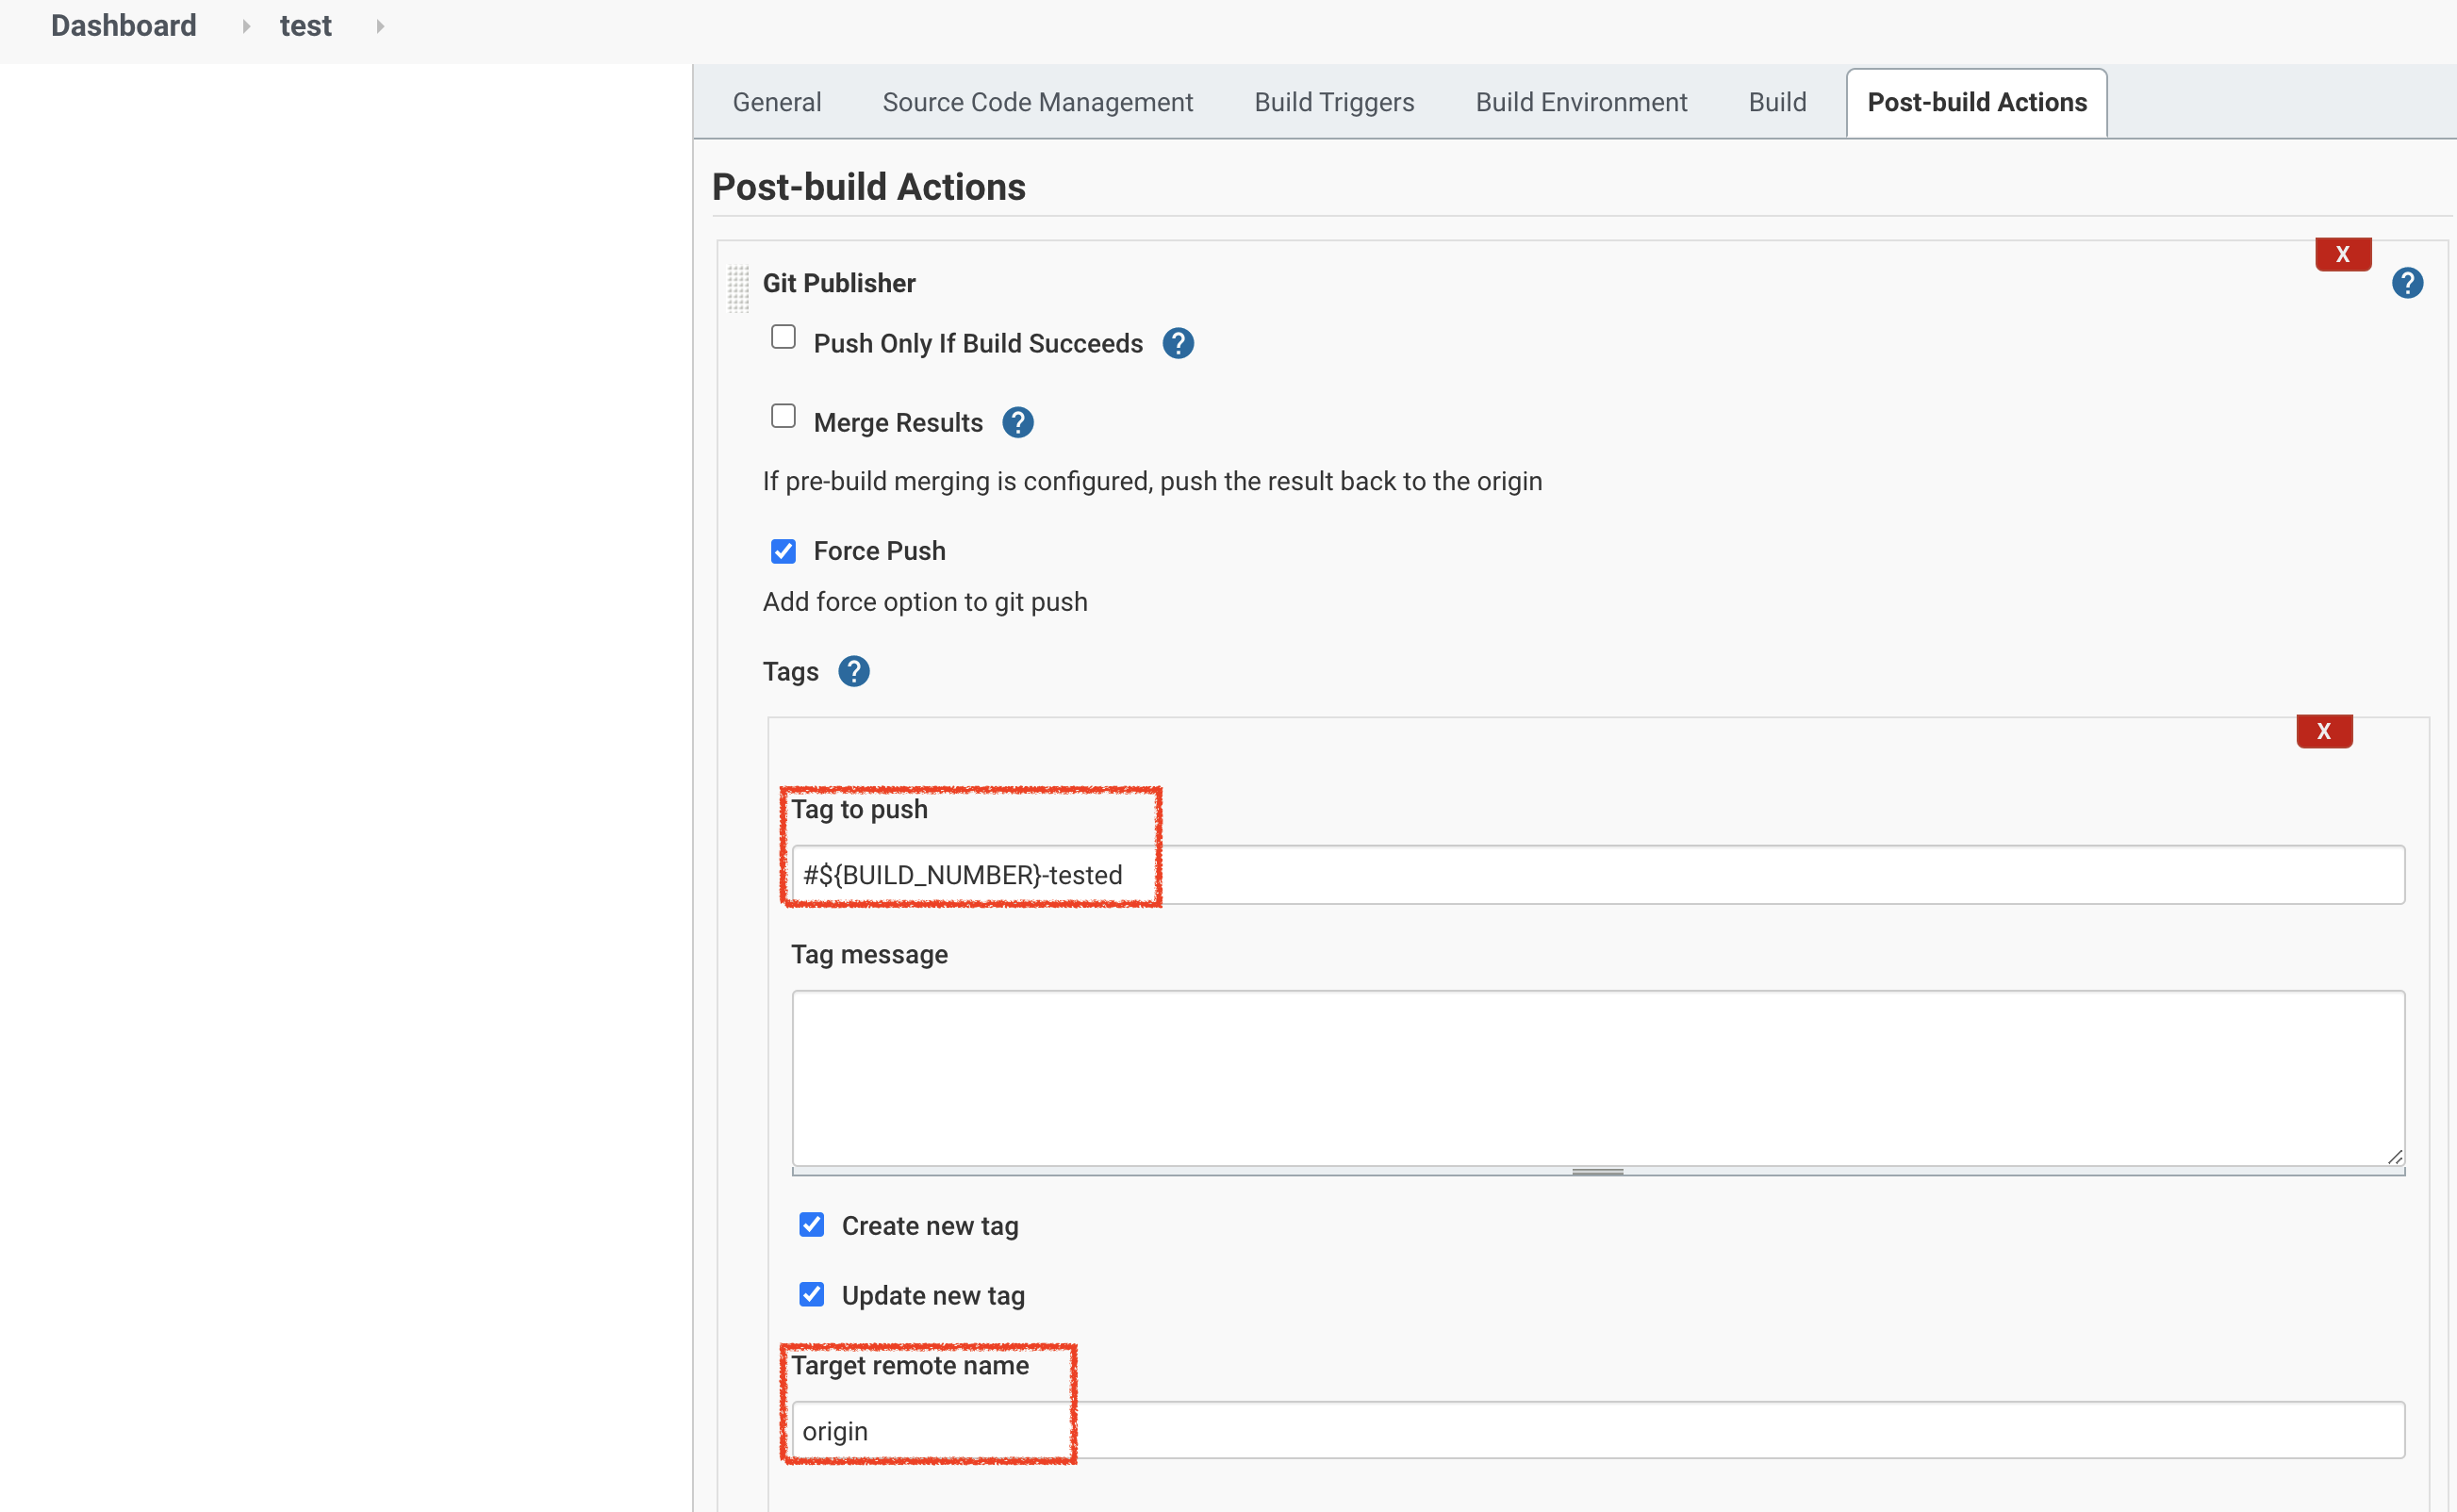 Dashboard test
General Source Code Management Build Triggers Build Environment Build Post-build Actions
Post-build Actions
X
Git Publisher ?
Push Only If Build Succeeds ?
Merge Results ?
If pre-build merging is configured, push the result back to the origin
Force Push
Add force option to git push
Tags ?
X
Tag to push
#${BUILD_NUMBER}-tested
Tag message
Create new tag
Update new tag
Target remote name
origin